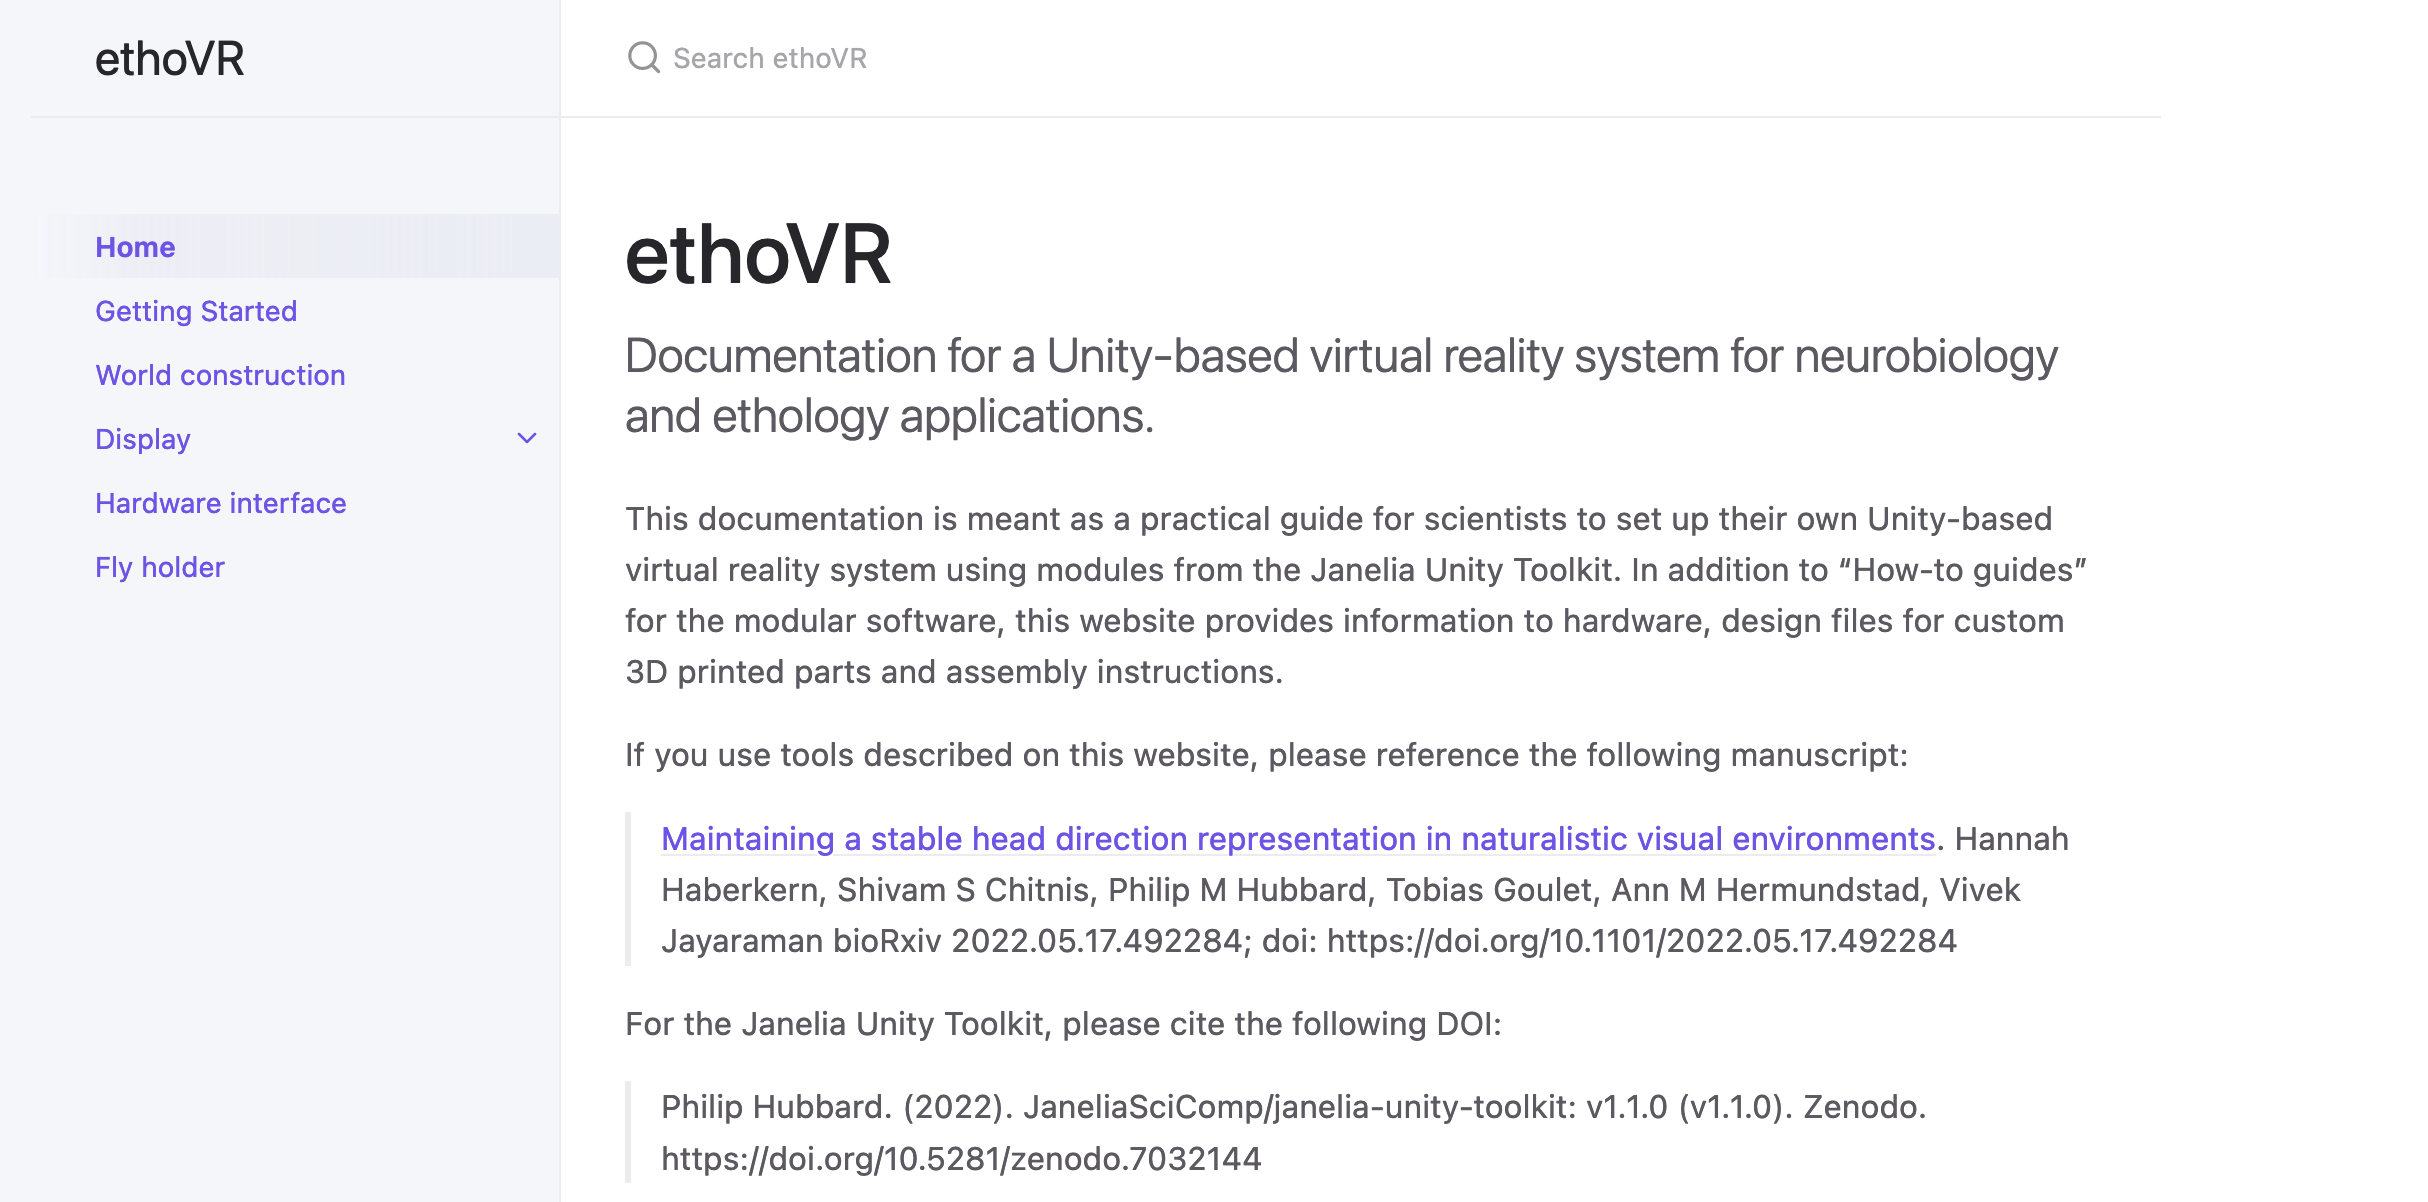 ethoVR
Search ethoVR
Home
Getting Started
World construction
Display
Hardware interface
Fly holder
ethoVR
Documentation for a Unity-based virtual reality system for neurobiology
and ethology applications.
This documentation is meant as a practical guide for scientists to set up their own Unity-based
virtual reality system using modules from the Janelia Unity Toolkit. In addition to “How-to guides”
for the modular software, this website provides information to hardware, design files for custom
3D printed parts and assembly instructions.
If you use tools described on this website, please reference the following manuscript:
Maintaining a stable head direction representation in naturalistic visual environments. Hannah
Haberkern, Shivam S Chitnis, Philip M Hubbard, Tobias Goulet, Ann M Hermundstad, Vivek
Jayaraman bioRxiv 2022.05.17.492284; doi: https://doi.org/10.1101/2022.05.17.492284
For the Janelia Unity Toolkit, please cite the following DOI:
Philip Hubbard. (2022). JaneliaSciComp/janelia-unity-toolkit: v1.1.0 (v1.1.0). Zenodo.
https://doi.org/10.5281/zenodo.7032144